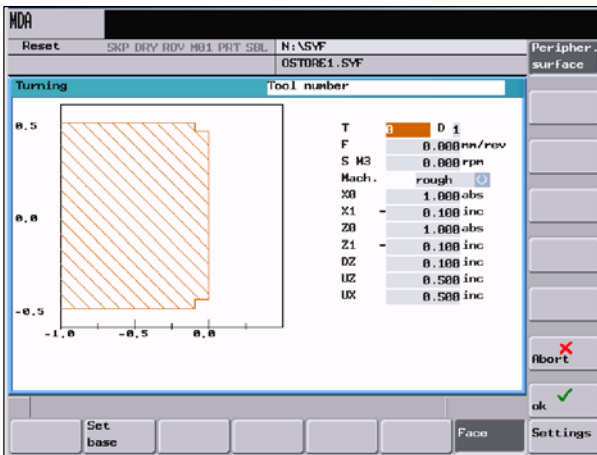 MDA
Reset SKP DRY ROV M01 PRT SBL N:\SYF
OSTORE1.SYF
Peripher.
surface
Turning Tool number
0,5
0,0
-0,5
-1,0 -0,5 0,0
T D 1
F 0.000 mm/rev
S M3 0.000 rpm
Mach. rough
X0 1.000 abs
X1 - 0.100 inc
Z0 1.000 abs
Z1 - 0.100 inc
DZ 0.100 inc
UZ 0.500 inc
UX 0.500 inc
Abort
ok
Set
base
Face
Settings